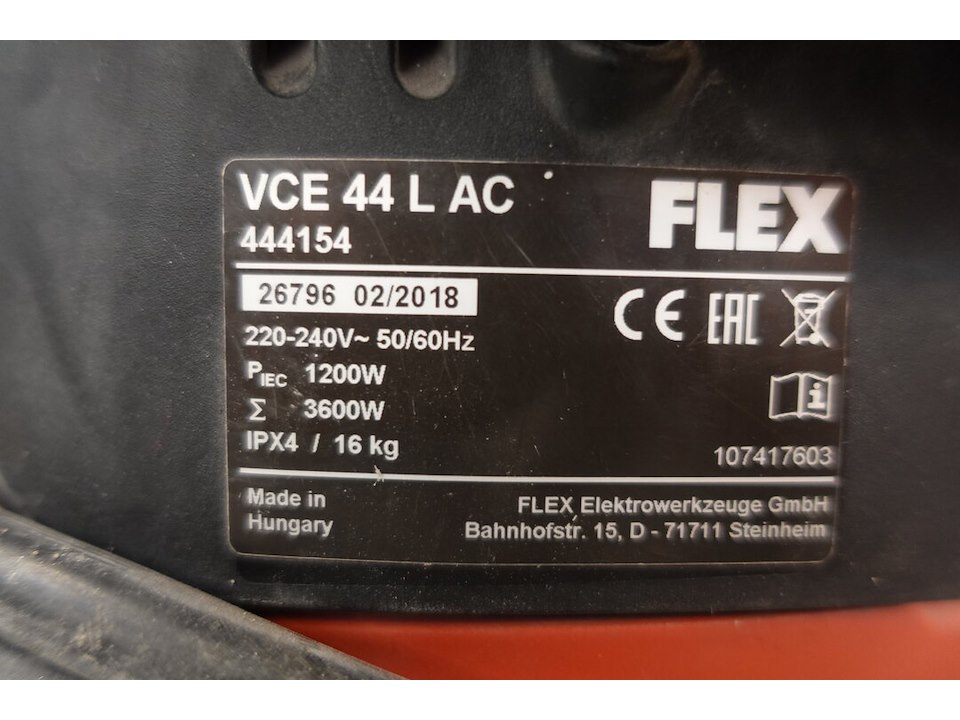 VCE 44 L AC
444154
FLEX
26796 02/2018
220-240V~ 50/60Hz
CE EAC
PIEC 1200W
Σ 3600W
IPX4 / 16 kg
107417603
Made in
Hungary
FLEX Elektrowerkzeuge GmbH
Bahnhofstr. 15, D - 71711 Steinheim